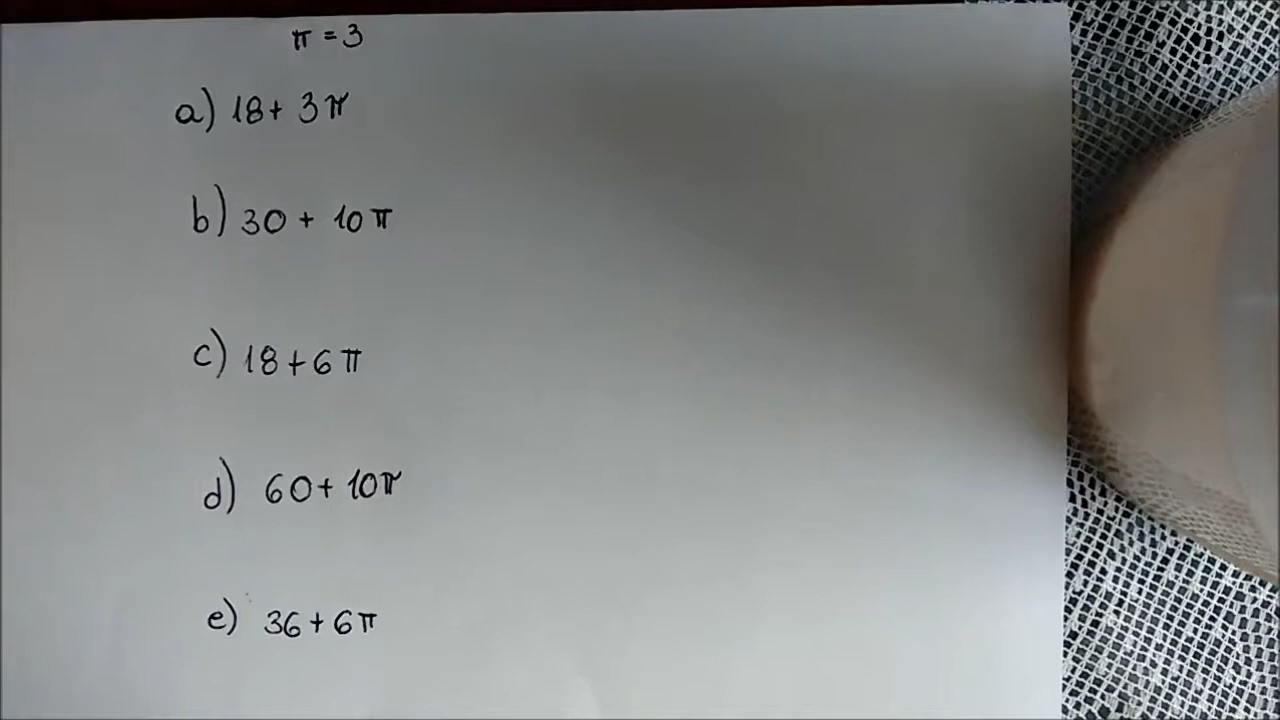 π = 3
a) 18 + 3π
b) 30 + 10π
c) 18 + 6π
d) 60 + 10π
e) 36 + 6π